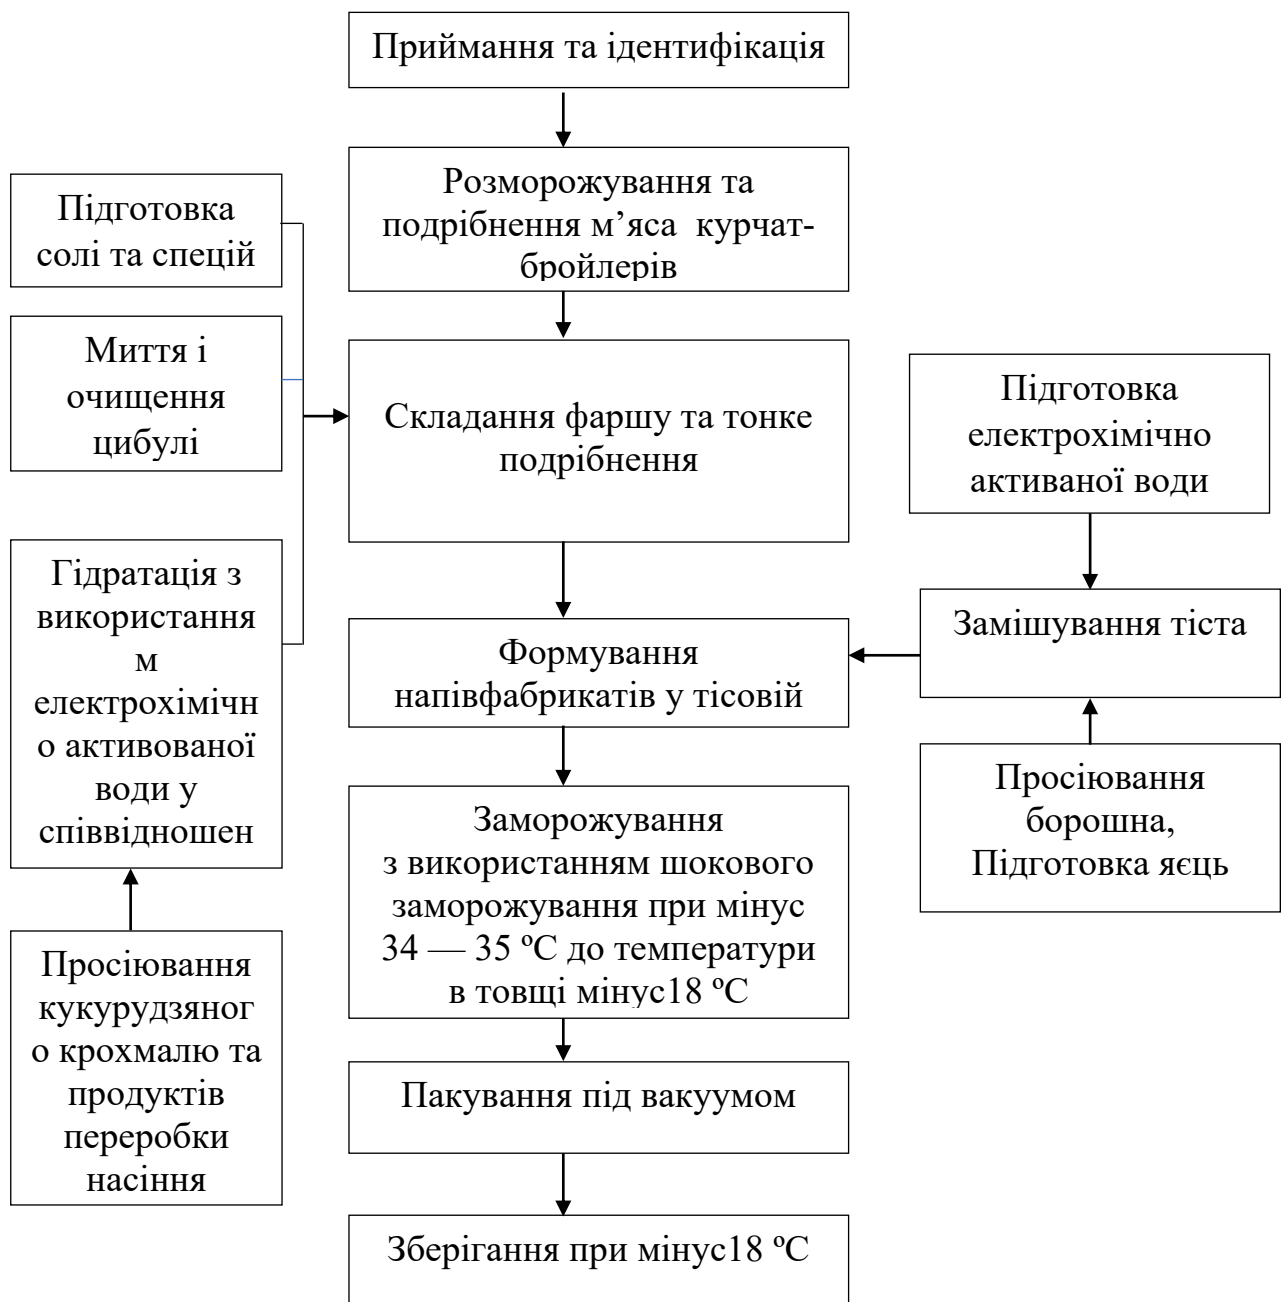 Приймання та ідентифікація
Розморожування та
подрібнення м’яса курчат-
бройлерів
Підготовка
солі та спецій
Миття і
очищення
цибулі
Складання фаршу та тонке
подрібнення
Підготовка
електрохімічно
активаної води
Гідратація з
використання
м
електрохімічн
о активованої
води у
співвідношен
Замішування тіста
Формування
напівфабрикатів у тісовій
Просіювання
борошна,
Підготовка яєць
Заморожування
з використанням шокового
заморожування при мінус
34 — 35 ºС до температури
в товщі мінус18 ºС
Просіювання
кукурудзяног
о крохмалю та
продуктів
переробки
насіння
Пакування під вакуумом
Зберігання при мінус18 ºС